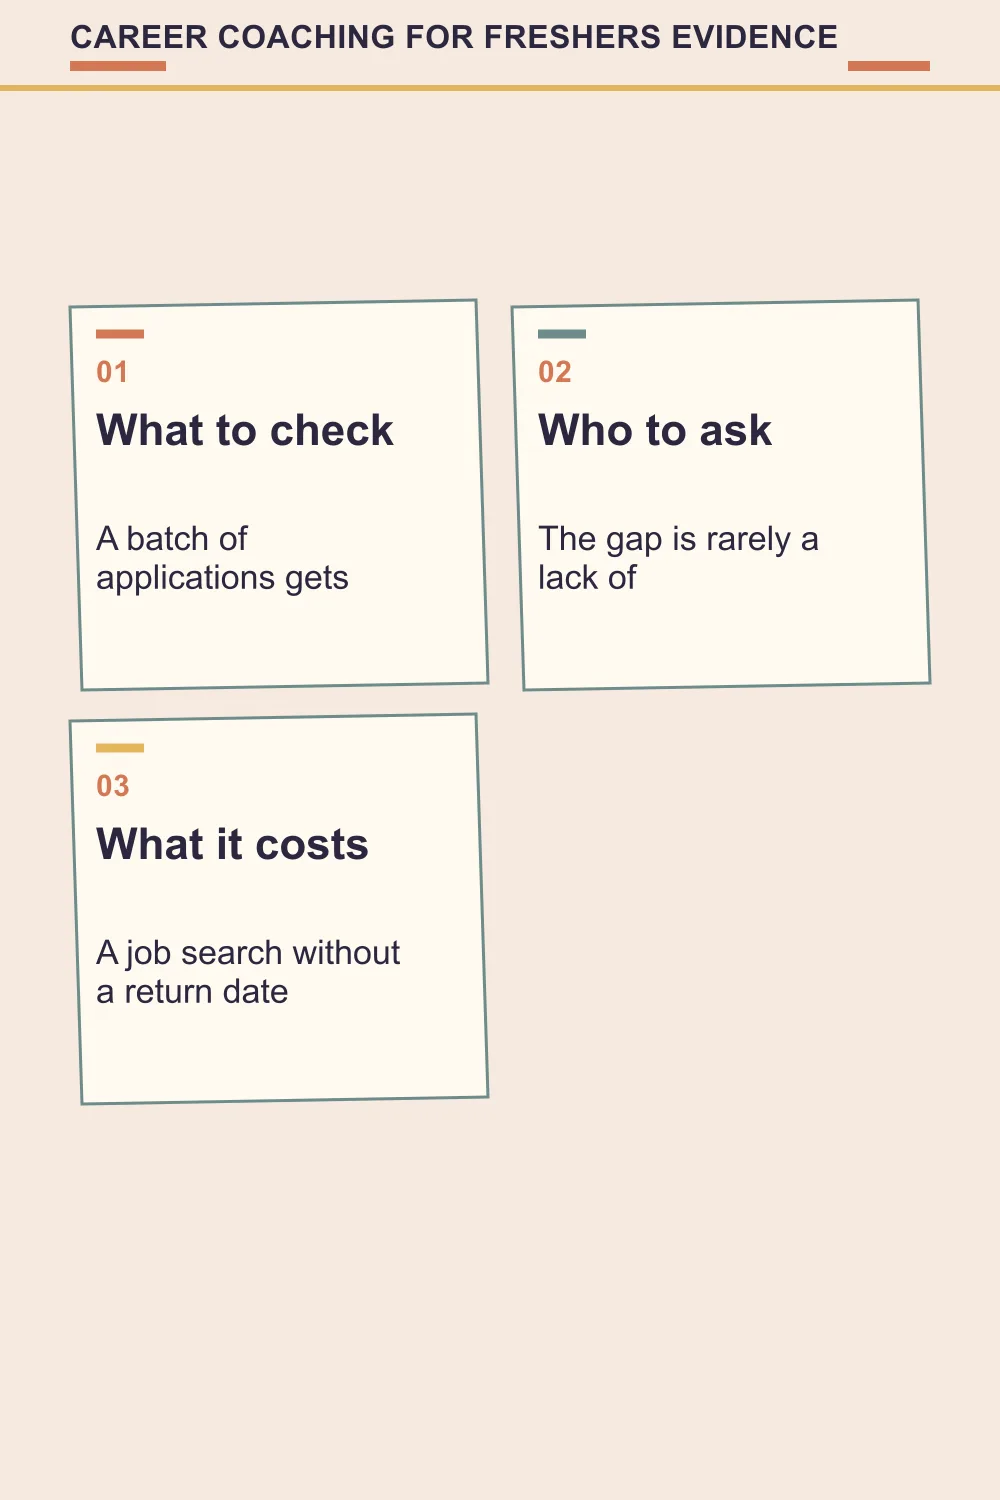 CAREER COACHING FOR FRESHERS EVIDENCE
01
What to check
A batch of
applications gets
02
Who to ask
The gap is rarely a
lack of
03
What it costs
A job search without
a return date